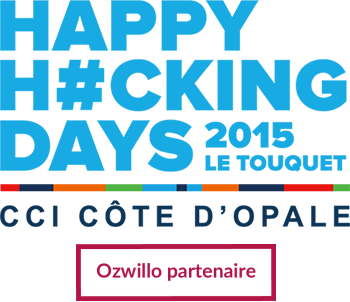 HAPPY
H#CKING
DAYS 2015
LE TOUQUET
CCI CÔTE D'OPALE
Ozwillo partenaire